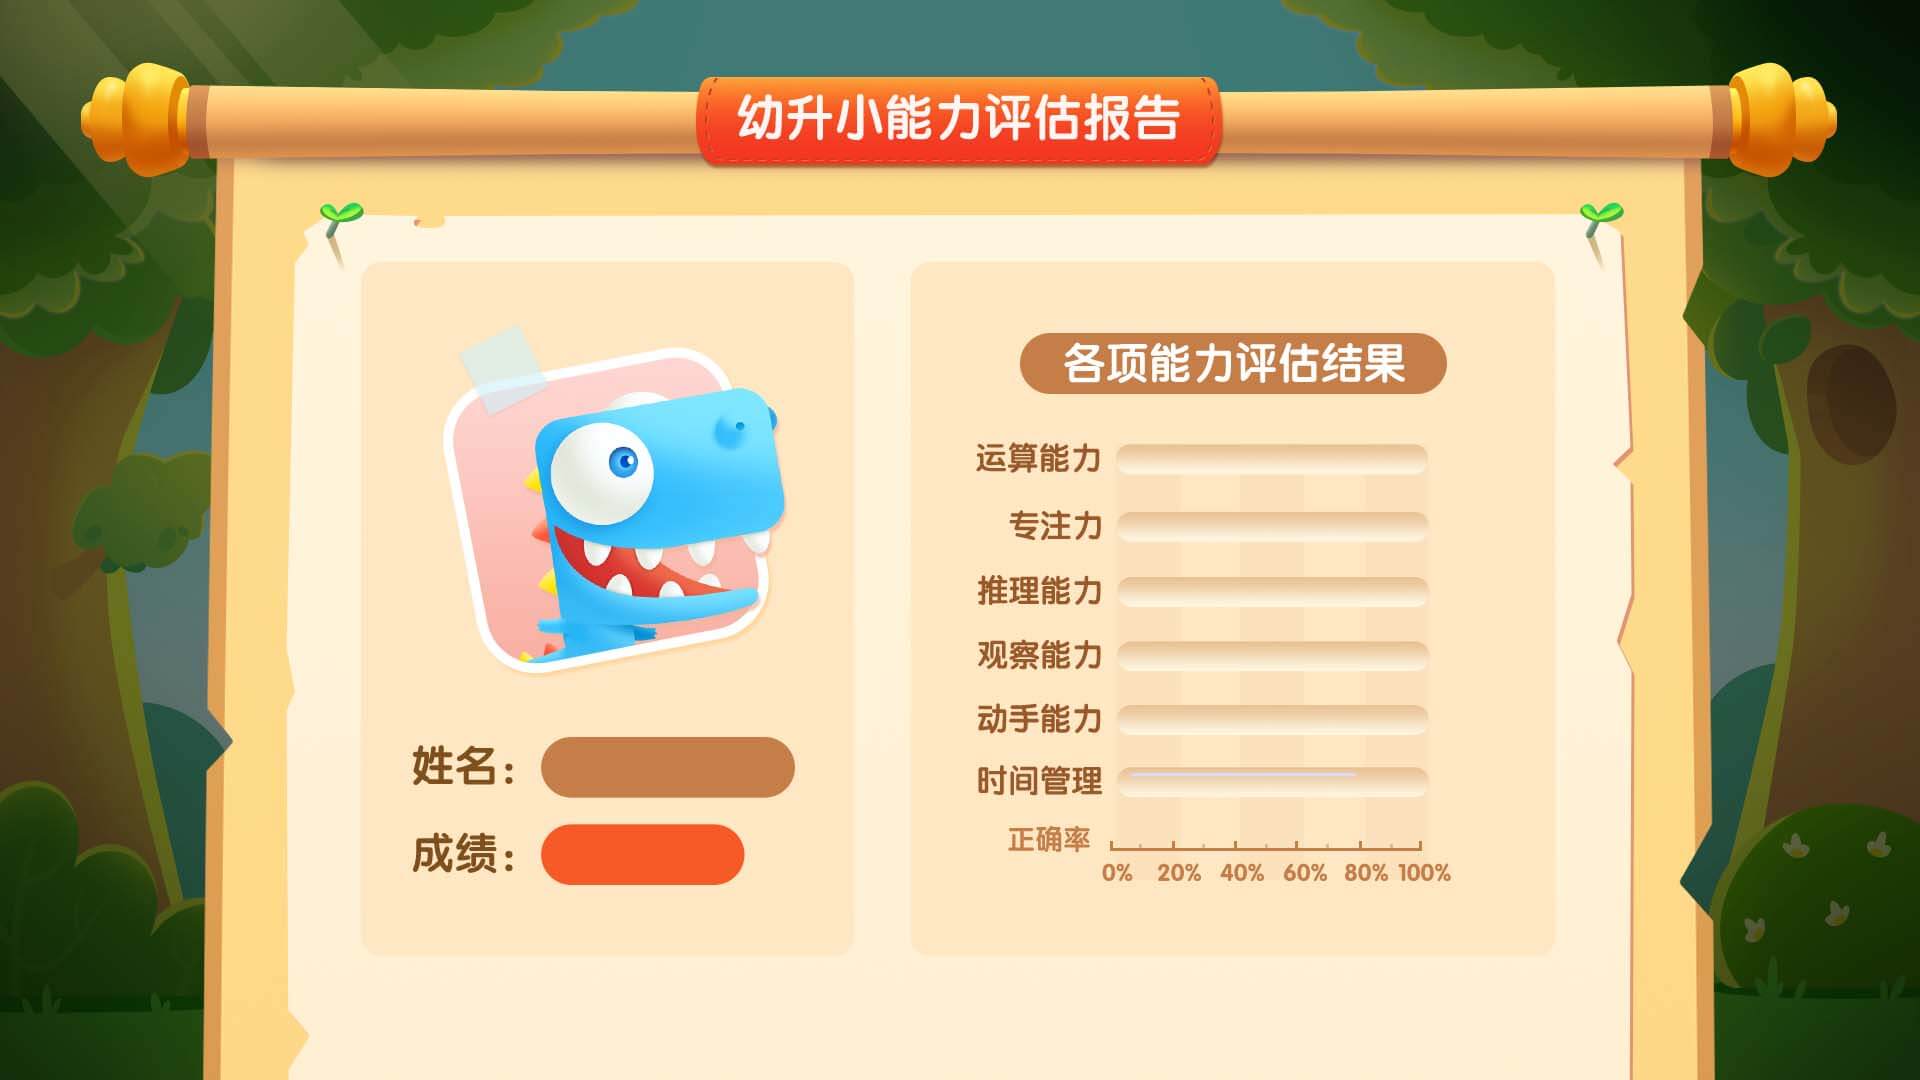 幼升小能力评估报告
姓名：
成绩：
各项能力评估结果
运算能力
专注力
推理能力
观察能力
动手能力
时间管理
正确率
0% 20% 40% 60% 80% 100%